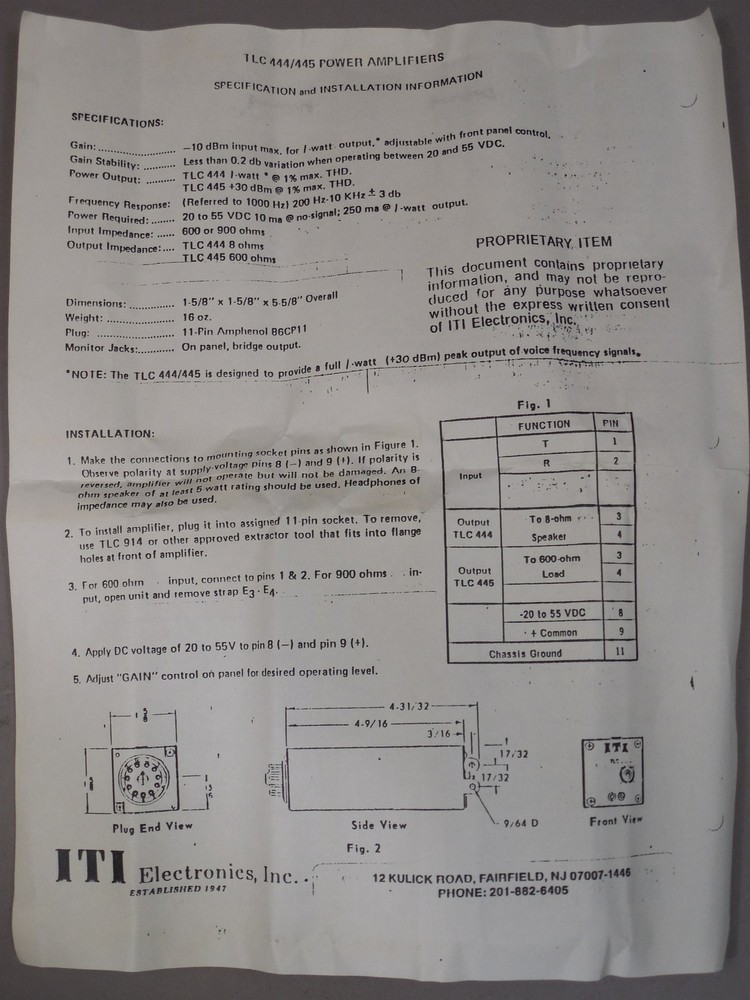 TLC 444/445 POWER AMPLIFIERS
SPECIFICATION and INSTALLATION INFORMATION
SPECIFICATIONS:
Gain: .......................... -10 dBm input max. for 1-watt output,* adjustable with front panel control.
Gain Stability: ........... Less than 0.2 db variation when operating between 20 and 55 VDC.
Power Output: .......... TLC 444 1-watt * @ 1% max. THD.
TLC 445 +30 dBm @ 1% max. THD.
Frequency Response: (Referred to 1000 Hz) 200 Hz-10 KHz ± 3 db
Power Required: ........ 20 to 55 VDC 10 ma @ no-signal; 250 ma @ 1-watt output.
Input Impedance: ...... 600 or 900 ohms
Output Impedance: .... TLC 444 8 ohms
TLC 445 600 ohms
PROPRIETARY ITEM
This document contains proprietary
information, and may not be repro-
duced for any purpose whatsoever
without the express written consent
of ITI Electronics, Inc.
Dimensions: .............. 1-5/8" x 1-5/8" x 5-5/8" Overall
Weight: ...................... 16 oz.
Plug: .......................... 11-Pin Amphenol 86CP11
Monitor Jacks:............ On panel, bridge output.
*NOTE: The TLC 444/445 is designed to provide a full 1-watt (+30 dBm) peak output of voice frequency signals.
INSTALLATION:
1. Make the connections to mounting socket pins as shown in Figure 1.
Observe polarity at supply-voltage pins 8 (—) and 9 (+). If polarity is
reversed, amplifier will not operate but will not be damaged. An 8-
ohm speaker of at least 5-watt rating should be used. Headphones of
impedance may also be used.
2. To install amplifier, plug it into assigned 11-pin socket. To remove,
use TLC 914 or other approved extractor tool that fits into flange
holes at front of amplifier.
3. For 600 ohm input, connect to pins 1 & 2. For 900 ohms in-
put, open unit and remove strap E3 - E4.
4. Apply DC voltage of 20 to 55V to pin 8 (—) and pin 9 (+).
5. Adjust "GAIN" control on panel for desired operating level.
Fig. 1
FUNCTION PIN
Input T 1
R 2
Output TLC 444 To 8-ohm Speaker 3 4
Output TLC 445 To 600-ohm Load 3 4
-20 to 55 VDC 8
+ Common 9
Chassis Ground 11
1 5/8
4-31/32
4-9/16
3/16
17/32
17/32
1 5/8
1 15/16
9/64 D
ITI
Plug End View
Side View
Front View
Fig. 2
ITI Electronics, Inc.
ESTABLISHED 1947
12 KULICK ROAD, FAIRFIELD, NJ 07007-1446
PHONE: 201-882-6405